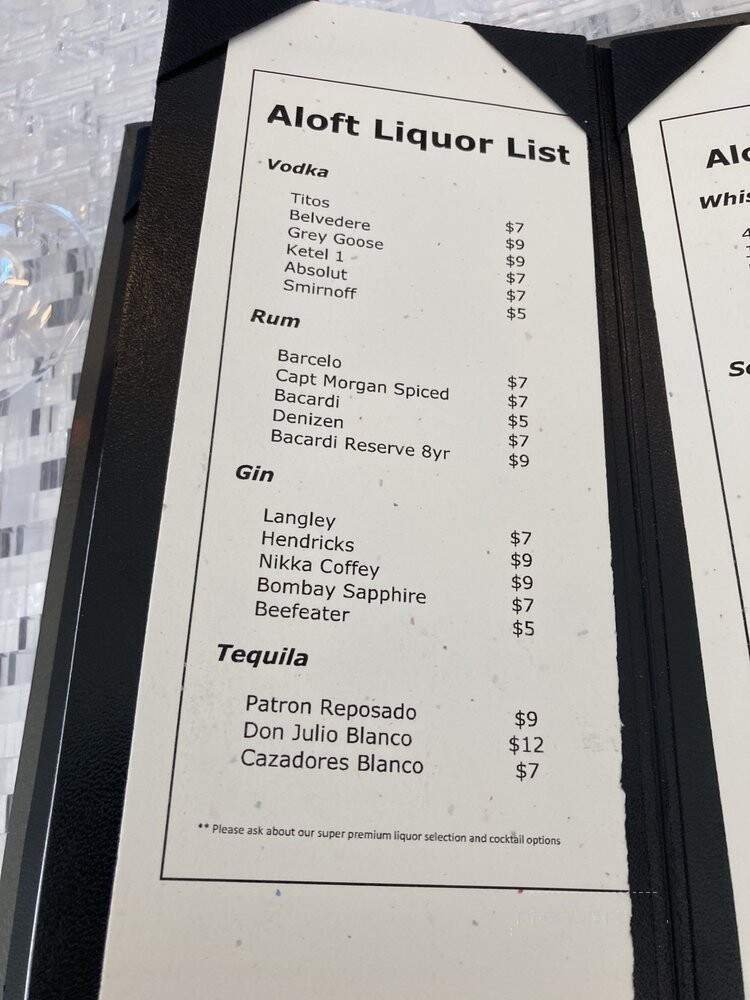 Aloft Liquor List
Vodka
Titos $7
Belvedere $9
Grey Goose $9
Ketel 1 $7
Absolut $7
Smirnoff $5
Rum
Barcelo $7
Capt Morgan Spiced $7
Bacardi $5
Denizen $7
Bacardi Reserve 8yr $9
Gin
Langley $7
Hendricks $9
Nikka Coffey $9
Bombay Sapphire $7
Beefeater $5
Tequila
Patron Reposado $9
Don Julio Blanco $12
Cazadores Blanco $7
** Please ask about our super premium liquor selection and cocktail options